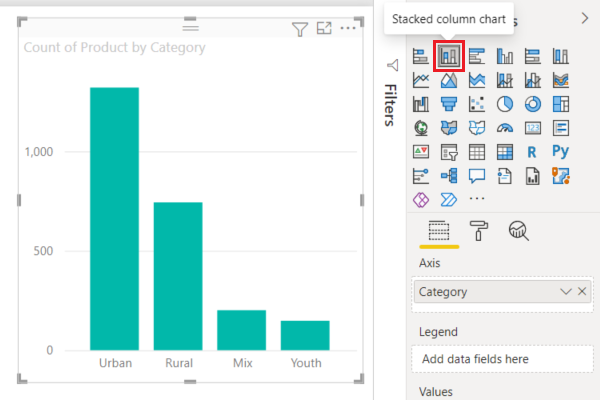 Stacked column chart
s
Count of Product by Category
1,000
500
0
Urban Rural Mix Youth
Filters
123
R Py
Axis
Category
Legend
Add data fields here
Values